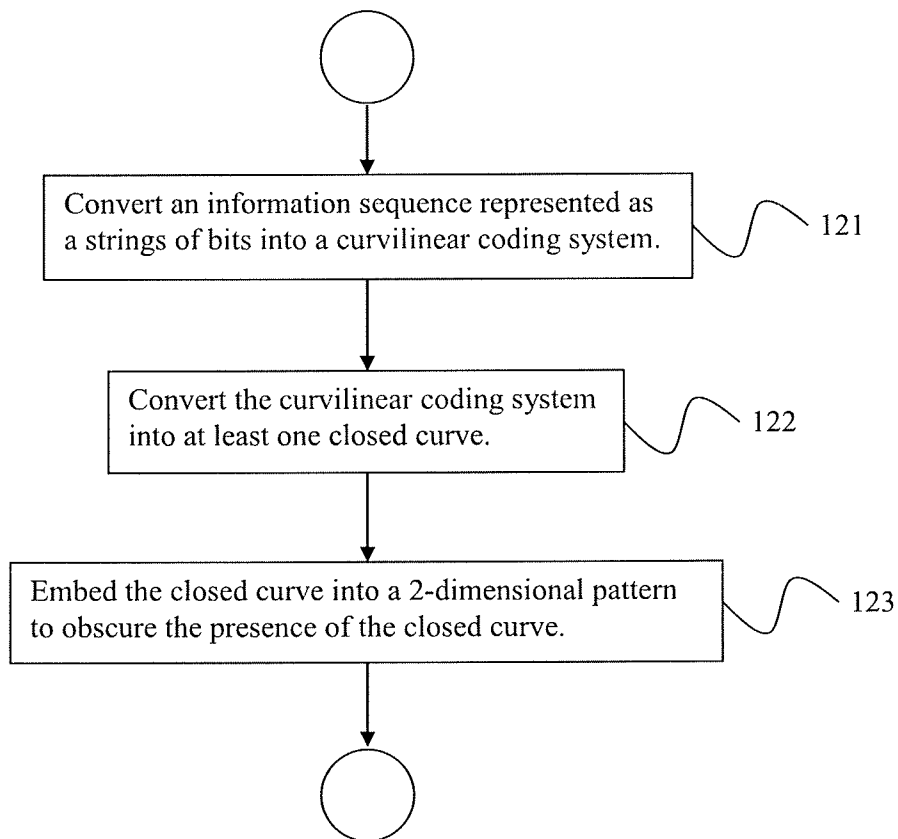 Convert an information sequence represented as
a strings of bits into a curvilinear coding system.
121
Convert the curvilinear coding system
into at least one closed curve.
122
Embed the closed curve into a 2-dimensional pattern
to obscure the presence of the closed curve.
123